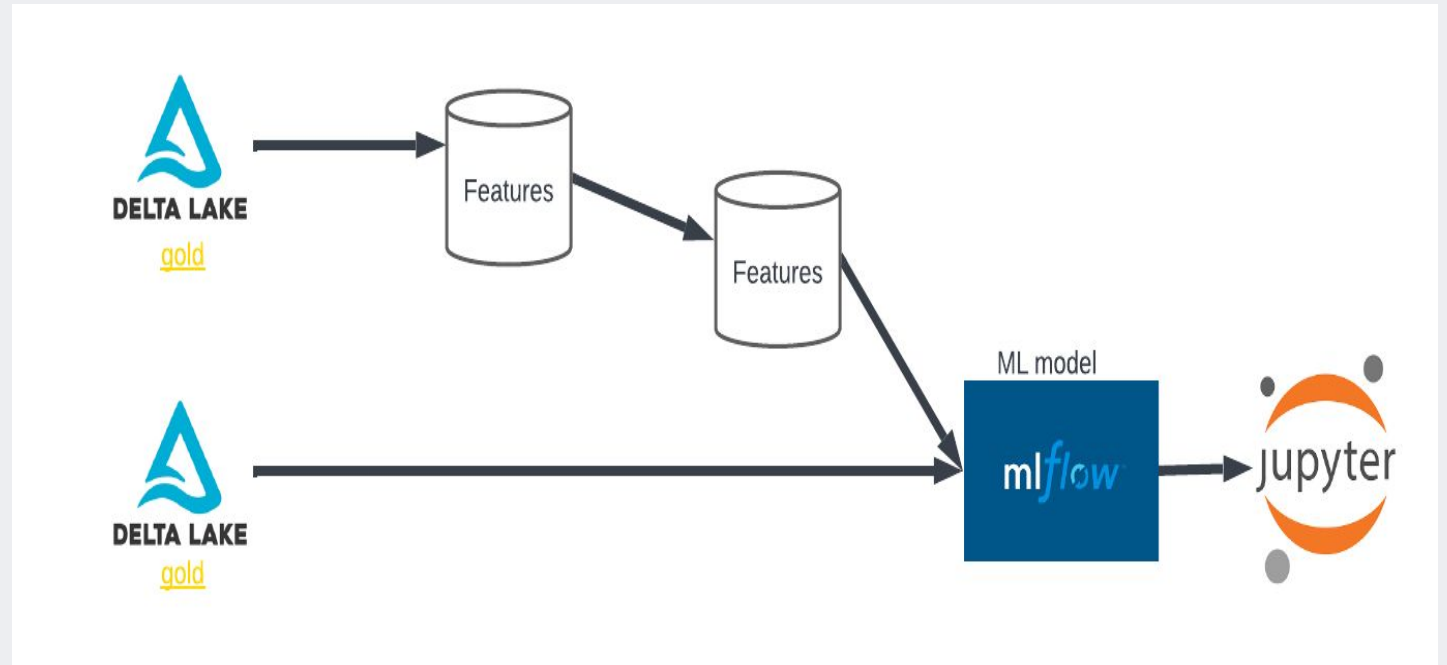 DELTA LAKE
gold
Features
Features
ML model
mlflow
jupyter
DELTA LAKE
gold